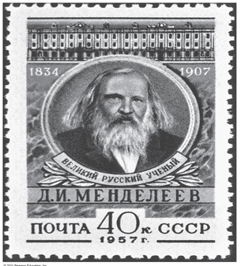 1834 1907
ВЕЛИКИЙ РУССКИЙ УЧЕНЫЙ
Д.И. МЕНДЕЛЕЕВ
ПОЧТА 40 К. СССР
1957 г.